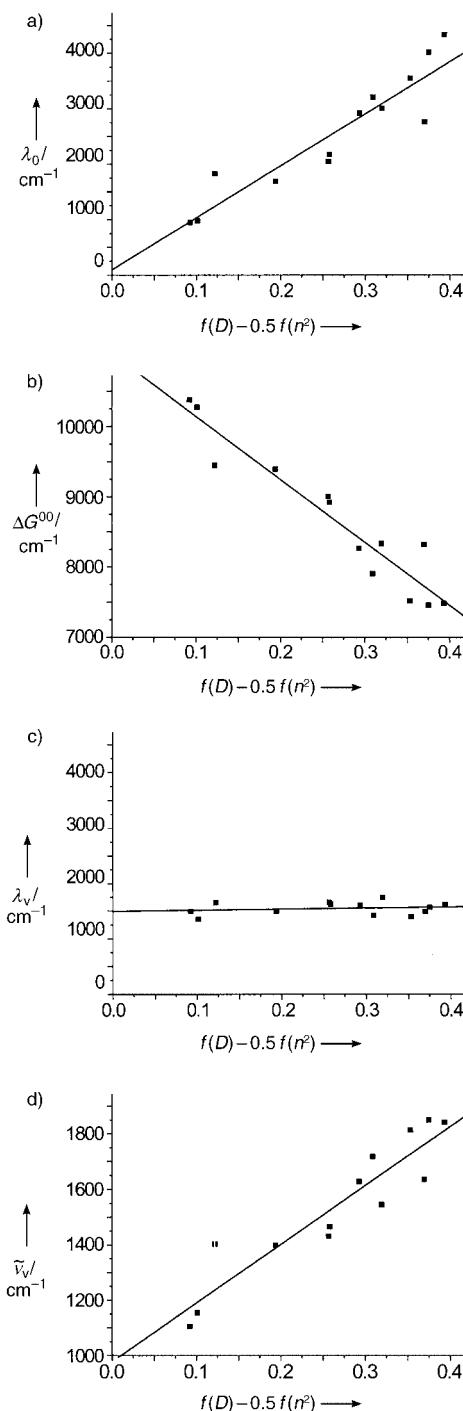 a)
4000
3000
2000
1000
0
λ₀/
cm⁻¹
0.0 0.1 0.2 0.3 0.4
f(D) – 0.5 f(n²)
b)
10000
9000
8000
7000
ΔG⁰⁰/
cm⁻¹
0.0 0.1 0.2 0.3 0.4
f(D) – 0.5 f(n²)
c)
4000
3000
2000
1000
0
λᵥ/
cm⁻¹
0.0 0.1 0.2 0.3 0.4
f(D) – 0.5 f(n²)
d)
1800
1600
1400
1200
1000
ν̃ᵥ/
cm⁻¹
0.0 0.1 0.2 0.3 0.4
f(D) – 0.5 f(n²)